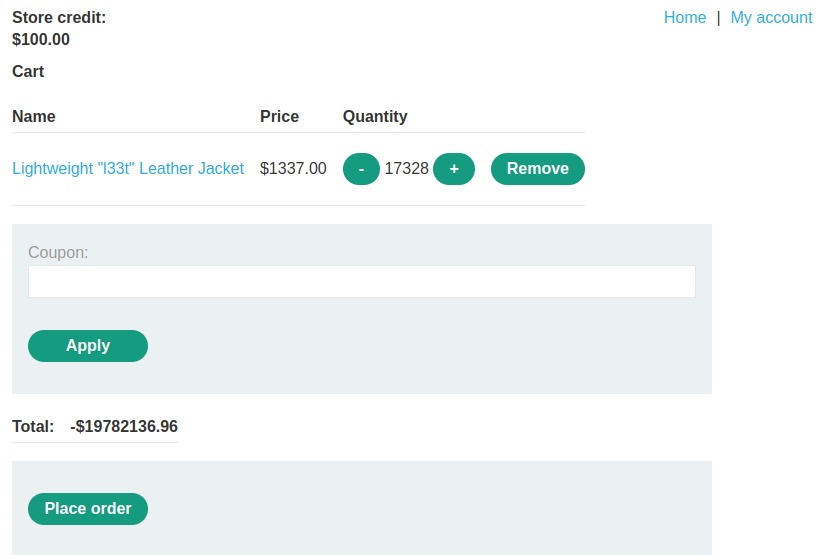 Store credit:
$100.00
Home | My account
Cart
Name Price Quantity
Lightweight "l33t" Leather Jacket $1337.00 - 17328 + Remove
Coupon:
Apply
Total: -$19782136.96
Place order